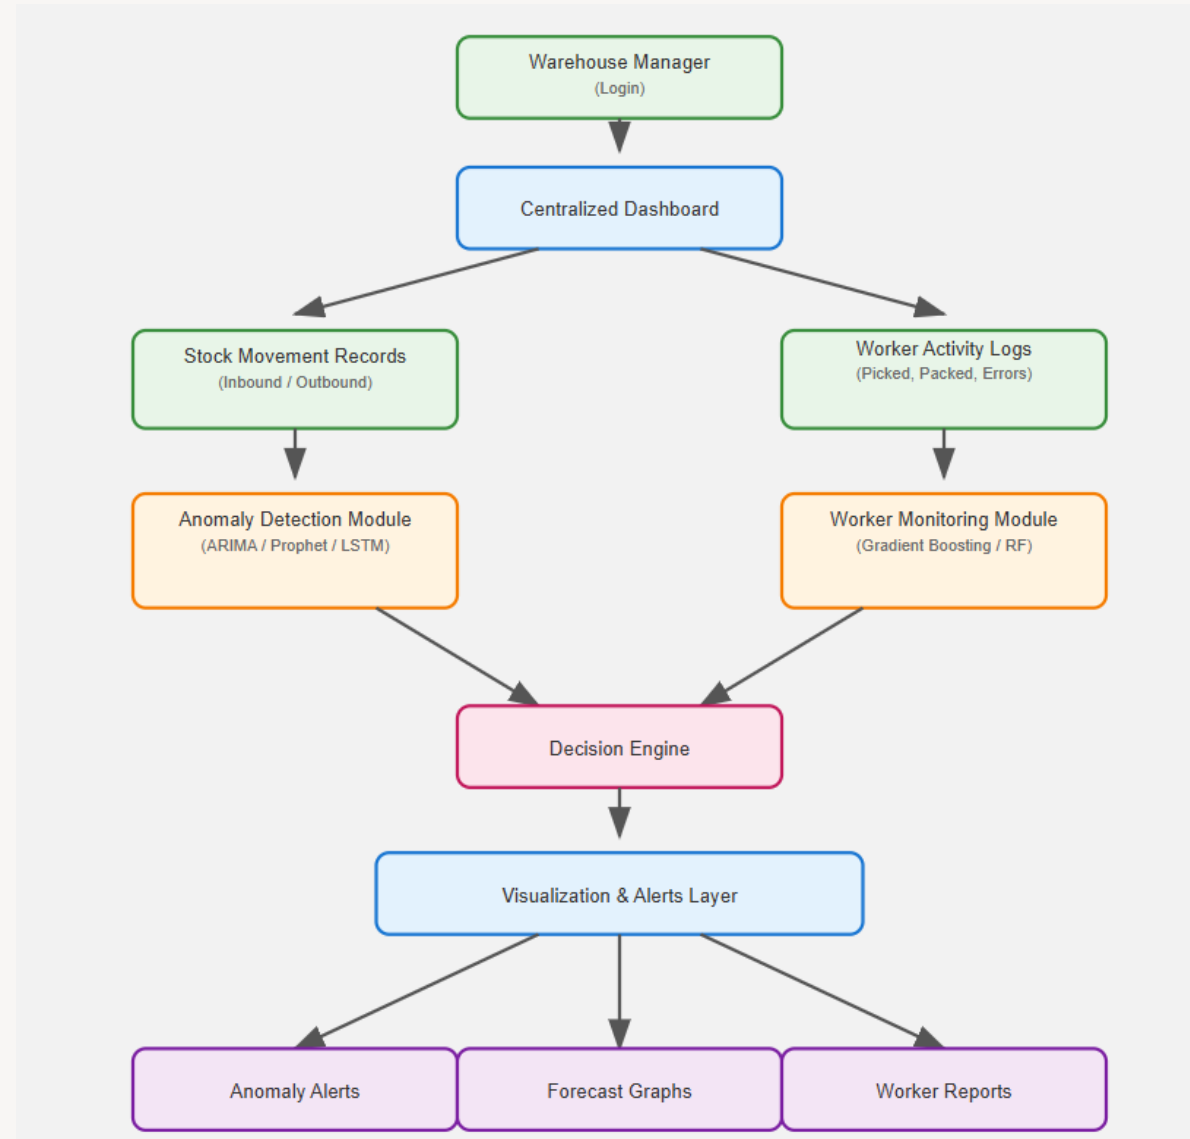 Warehouse Manager
(Login)
Centralized Dashboard
Stock Movement Records
(Inbound / Outbound)
Worker Activity Logs
(Picked, Packed, Errors)
Anomaly Detection Module
(ARIMA / Prophet / LSTM)
Worker Monitoring Module
(Gradient Boosting / RF)
Decision Engine
Visualization & Alerts Layer
Anomaly Alerts
Forecast Graphs
Worker Reports